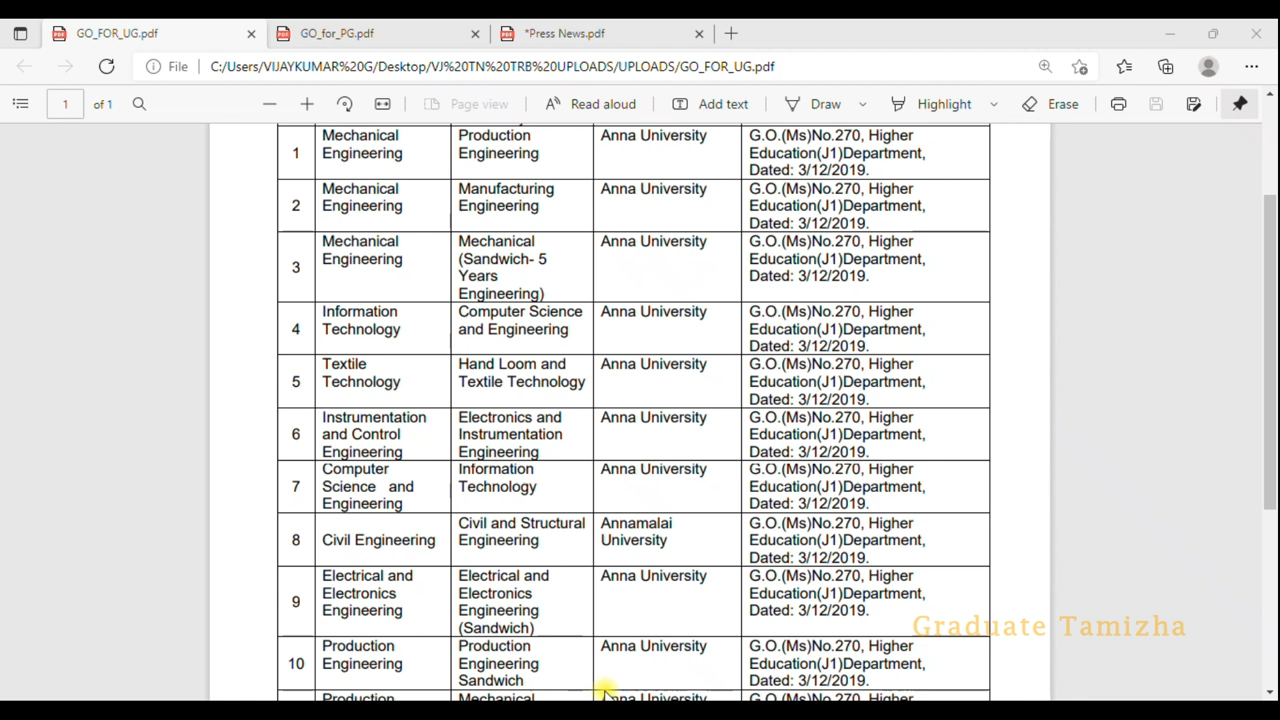 GO_FOR_UG.pdf
GO_for_PG.pdf
*Press News.pdf
File
C:/Users/VIJAYKUMAR%20G/Desktop/VJ%20TN%20TRB%20UPLOADS/UPLOADS/GO_FOR_UG.pdf
1 of 1
Page view
Read aloud
Add text
Draw
Highlight
Erase
1
Mechanical
Engineering
Production
Engineering
Anna University
G.O.(Ms)No.270, Higher
Education(J1)Department,
Dated: 3/12/2019.
2
Mechanical
Engineering
Manufacturing
Engineering
Anna University
G.O.(Ms)No.270, Higher
Education(J1)Department,
Dated: 3/12/2019.
3
Mechanical
Engineering
Mechanical
(Sandwich- 5
Years
Engineering)
Anna University
G.O.(Ms)No.270, Higher
Education(J1)Department,
Dated: 3/12/2019.
4
Information
Technology
Computer Science
and Engineering
Anna University
G.O.(Ms)No.270, Higher
Education(J1)Department,
Dated: 3/12/2019.
5
Textile
Technology
Hand Loom and
Textile Technology
Anna University
G.O.(Ms)No.270, Higher
Education(J1)Department,
Dated: 3/12/2019.
6
Instrumentation
and Control
Engineering
Electronics and
Instrumentation
Engineering
Anna University
G.O.(Ms)No.270, Higher
Education(J1)Department,
Dated: 3/12/2019.
7
Computer
Science and
Engineering
Information
Technology
Anna University
G.O.(Ms)No.270, Higher
Education(J1)Department,
Dated: 3/12/2019.
8
Civil Engineering
Civil and Structural
Engineering
Annamalai
University
G.O.(Ms)No.270, Higher
Education(J1)Department,
Dated: 3/12/2019.
9
Electrical and
Electronics
Engineering
Electrical and
Electronics
Engineering
(Sandwich)
Anna University
G.O.(Ms)No.270, Higher
Education(J1)Department,
Dated: 3/12/2019.
Graduate Tamizha
10
Production
Engineering
Production
Engineering
Sandwich
Anna University
G.O.(Ms)No.270, Higher
Education(J1)Department,
Dated: 3/12/2019.
Production
Mechanical
Anna University
G.O.(Ms)No.270, Higher